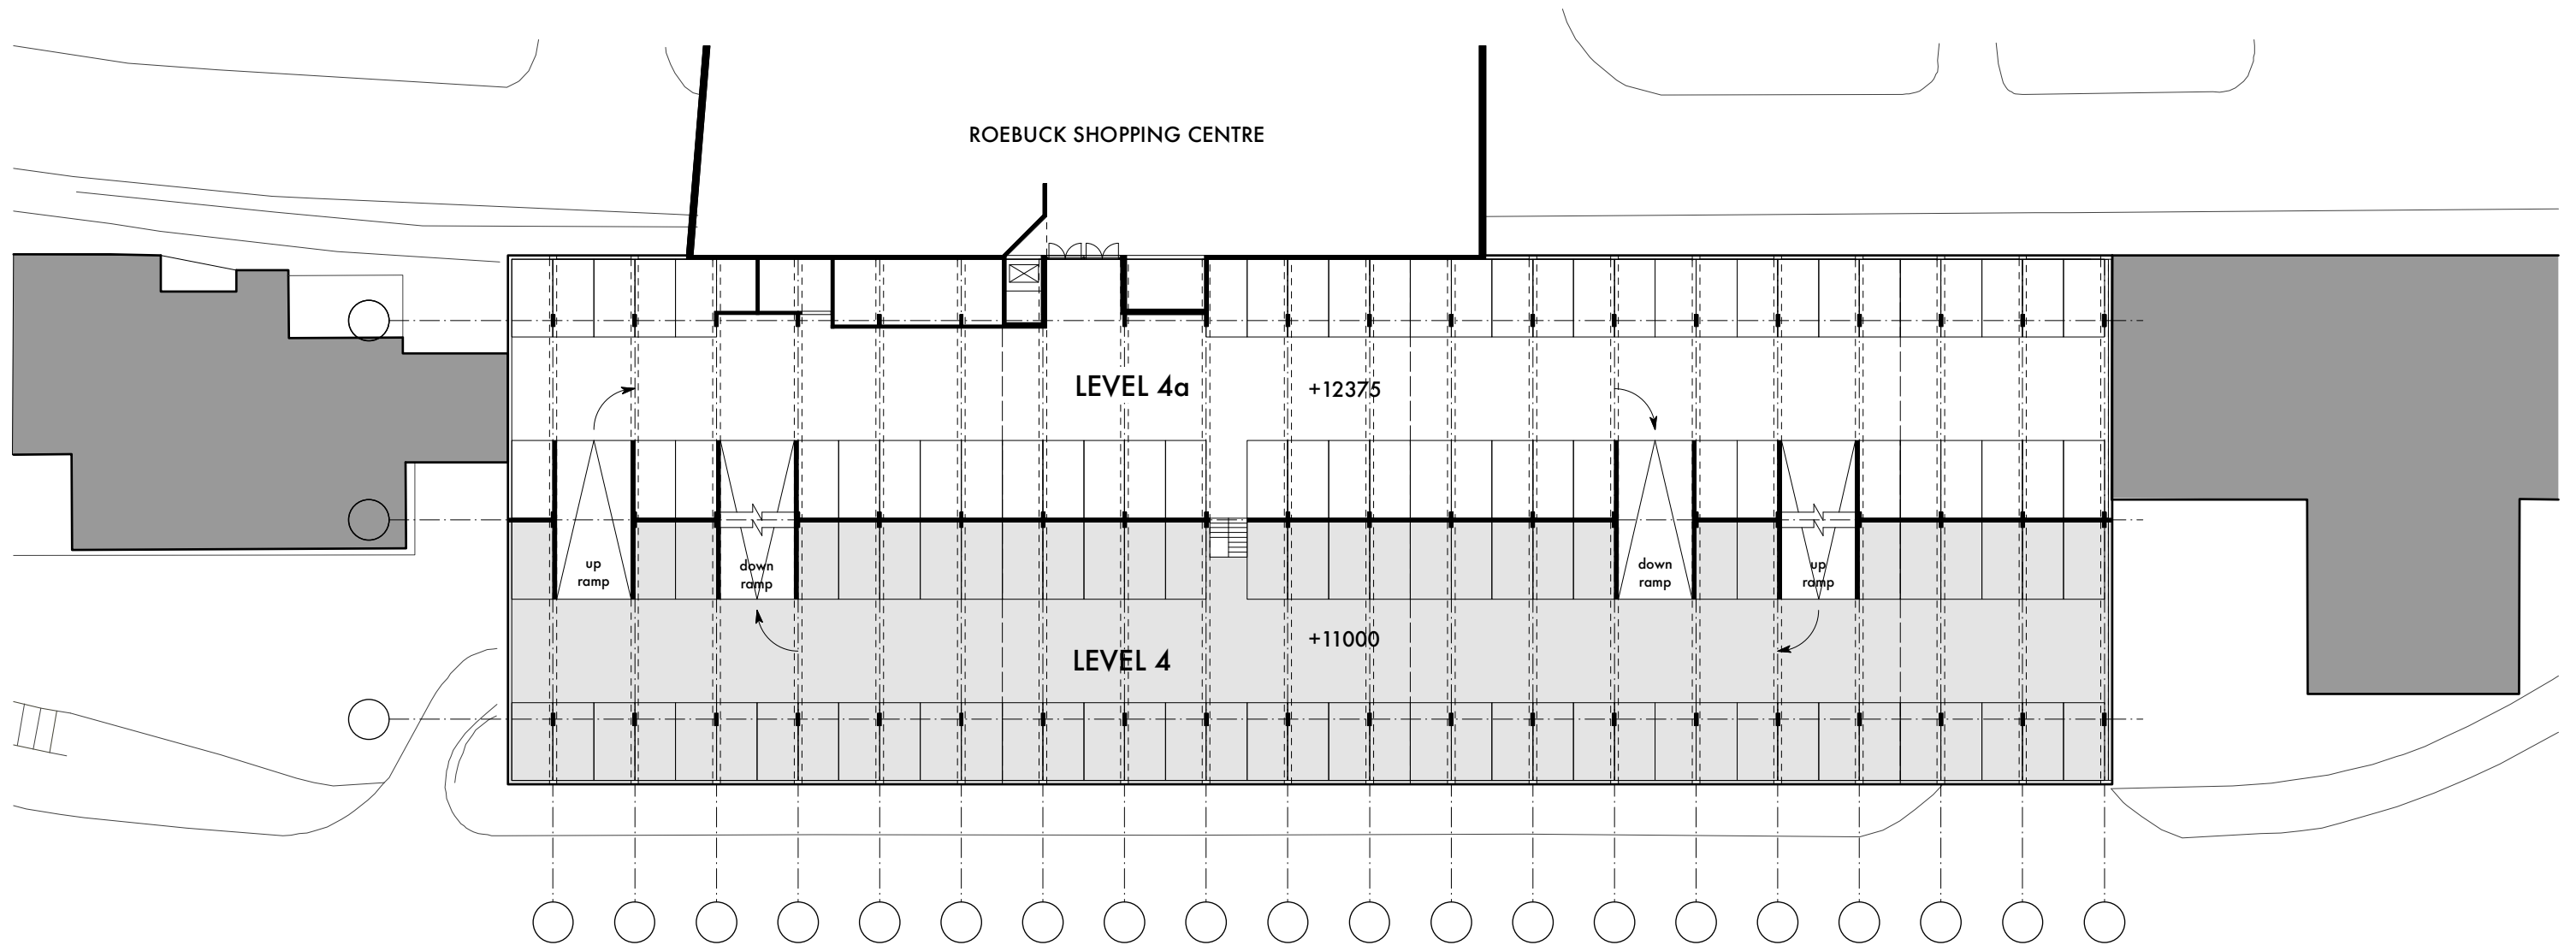 ROEBUCK SHOPPING CENTRE
LEVEL 4a
+12375
up
ramp
down
ramp
down
ramp
up
ramp
LEVEL 4
+11000